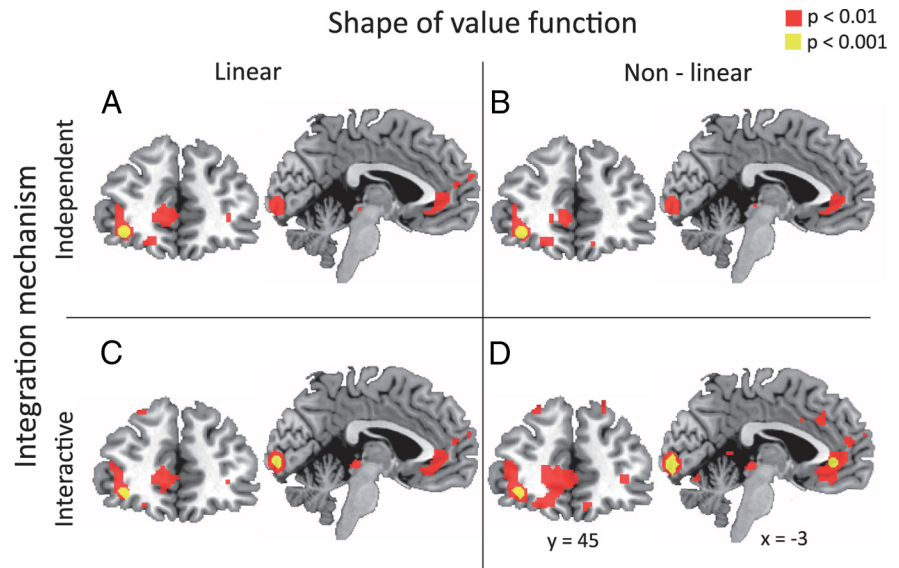 Shape of value function
p < 0.01
p < 0.001
Linear
Non - linear
A
B
Integration mechanism
Independent
C
D
Interactive
y = 45
x = -3